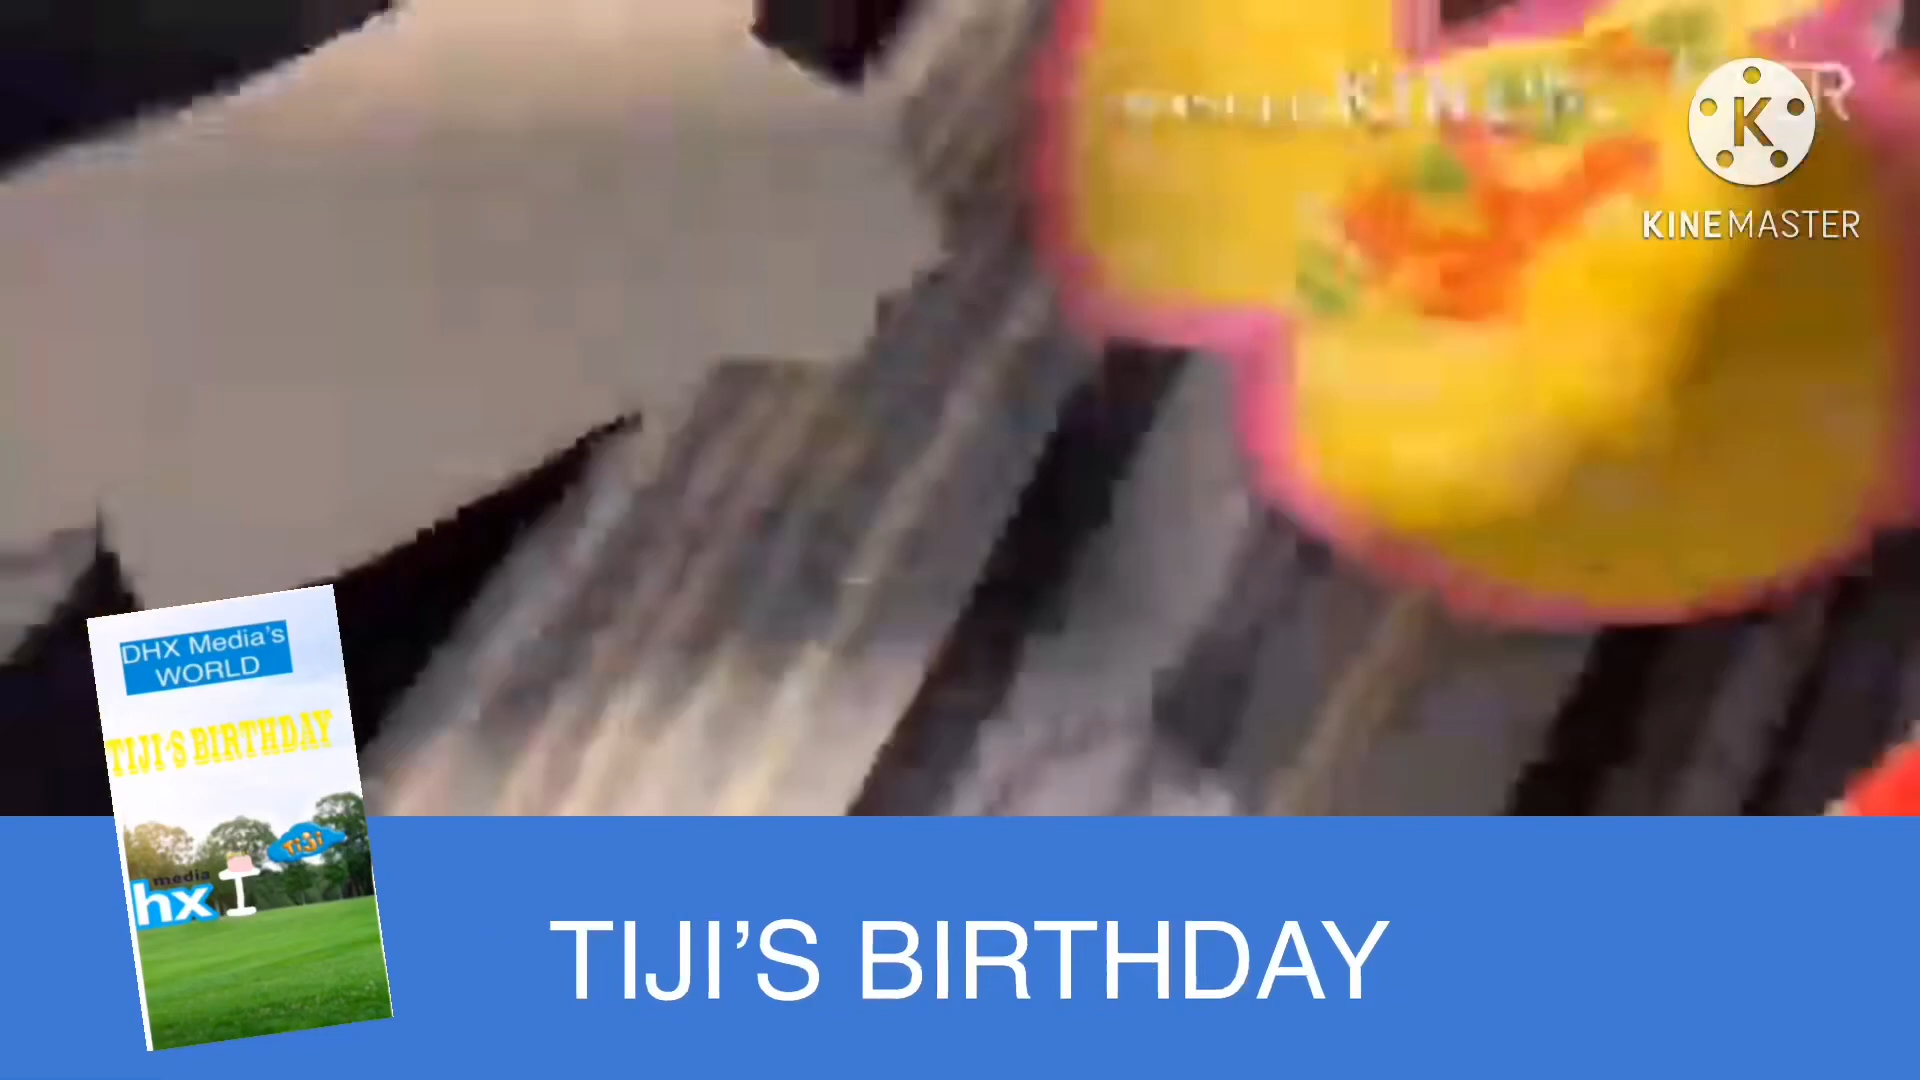 K
KINEMASTER
DHX Media's
WORLD
TIJI'S BIRTHDAY
TiJi
media
hx
TIJI’S BIRTHDAY